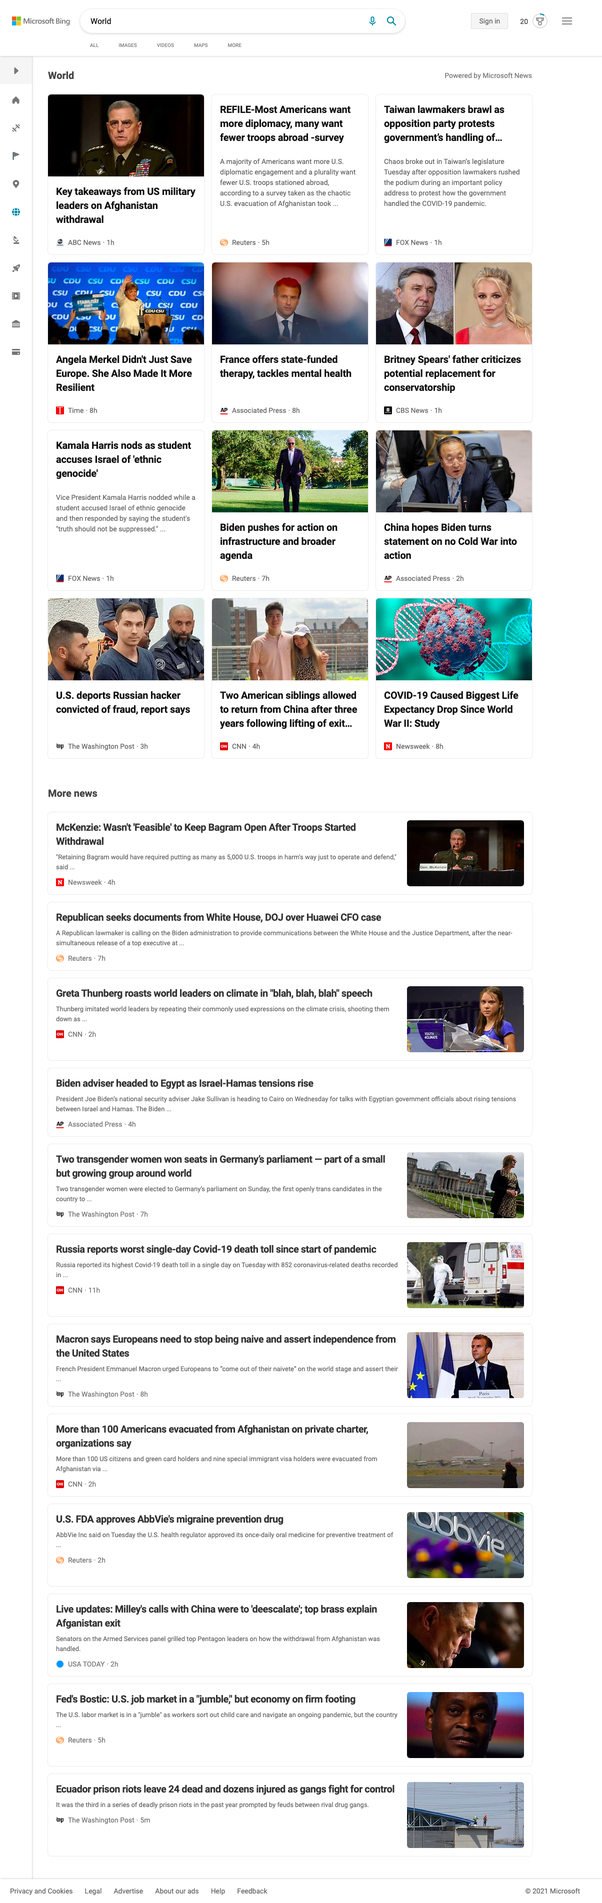 Microsoft Bing
World
Sign in
20
ALL
IMAGES
VIDEOS
MAPS
MORE
World
Powered by Microsoft News
Key takeaways from US military
leaders on Afghanistan
withdrawal
ABC News · 1h
REFILE-Most Americans want
more diplomacy, many want
fewer troops abroad -survey
A majority of Americans want more U.S.
diplomatic engagement and a plurality want
fewer U.S. troops stationed abroad,
according to a survey taken as the chaotic
U.S. evacuation of Afghanistan took ...
Reuters · 5h
Taiwan lawmakers brawl as
opposition party protests
government's handling of...
Chaos broke out in Taiwan's legislature
Tuesday after opposition lawmakers rushed
the podium during an important policy
address to protest how the government
handled the COVID-19 pandemic.
FOX News · 1h
Angela Merkel Didn't Just Save
Europe. She Also Made It More
Resilient
Time · 8h
France offers state-funded
therapy, tackles mental health
Associated Press · 8h
Britney Spears' father criticizes
potential replacement for
conservatorship
CBS News · 1h
Kamala Harris nods as student
accuses Israel of 'ethnic
genocide'
Vice President Kamala Harris nodded while a
student accused Israel of ethnic genocide
and then responded by saying the student's
"truth should not be suppressed." ...
FOX News · 1h
Biden pushes for action on
infrastructure and broader
agenda
Reuters · 7h
China hopes Biden turns
statement on no Cold War into
action
Associated Press · 2h
U.S. deports Russian hacker
convicted of fraud, report says
The Washington Post · 3h
Two American siblings allowed
to return from China after three
years following lifting of exit...
CNN · 4h
COVID-19 Caused Biggest Life
Expectancy Drop Since World
War II: Study
Newsweek · 8h
More news
McKenzie: Wasn't 'Feasible' to Keep Bagram Open After Troops Started
Withdrawal
"Retaining Bagram would have required putting as many as 5,000 U.S. troops in harm's way just to operate and defend,"
said ...
Newsweek · 4h
Republican seeks documents from White House, DOJ over Huawei CFO case
A Republican lawmaker is calling on the Biden administration to provide communications between the White House and the Justice Department, after the near-
simultaneous release of a top executive at ...
Reuters · 7h
Greta Thunberg roasts world leaders on climate in "blah, blah, blah" speech
Thunberg imitated world leaders by repeating their commonly used expressions on the climate crisis, shooting them
down as ...
CNN · 2h
Biden adviser headed to Egypt as Israel-Hamas tensions rise
President Joe Biden's national security adviser Jake Sullivan is heading to Cairo on Wednesday for talks with Egyptian government officials about rising tensions
between Israel and Hamas. The Biden ...
Associated Press · 4h
Two transgender women won seats in Germany's parliament — part of a small
but growing group around world
Two transgender women were elected to Germany's parliament on Sunday, the first openly trans candidates in the
country to ...
The Washington Post · 7h
Russia reports worst single-day Covid-19 death toll since start of pandemic
Russia reported its highest Covid-19 death toll in a single day on Tuesday with 852 coronavirus-related deaths recorded
in ...
CNN · 11h
Macron says Europeans need to stop being naive and assert independence from
the United States
French President Emmanuel Macron urged Europeans to "come out of their naivete" on the world stage and assert their
...
The Washington Post · 8h
More than 100 Americans evacuated from Afghanistan on private charter,
organizations say
More than 100 US citizens and green card holders and nine special immigrant visa holders were evacuated from
Afghanistan via ...
CNN · 2h
U.S. FDA approves AbbVie's migraine prevention drug
AbbVie Inc said on Tuesday the U.S. health regulator approved its once-daily oral medicine for preventive treatment of
...
Reuters · 2h
abbvie
Live updates: Milley's calls with China were to 'deescalate'; top brass explain
Afganistan exit
Senators on the Armed Services panel grilled top Pentagon leaders on how the withdrawal from Afghanistan was
handled.
USA TODAY · 2h
Fed's Bostic: U.S. job market in a "jumble," but economy on firm footing
The U.S. labor market is in a "jumble" as workers sort out child care and navigate an ongoing pandemic, but the country
...
Reuters · 5h
Ecuador prison riots leave 24 dead and dozens injured as gangs fight for control
It was the third in a series of deadly prison riots in the past year prompted by feuds between rival drug gangs.
The Washington Post · 5m
Privacy and Cookies
Legal
Advertise
About our ads
Help
Feedback
© 2021 Microsoft